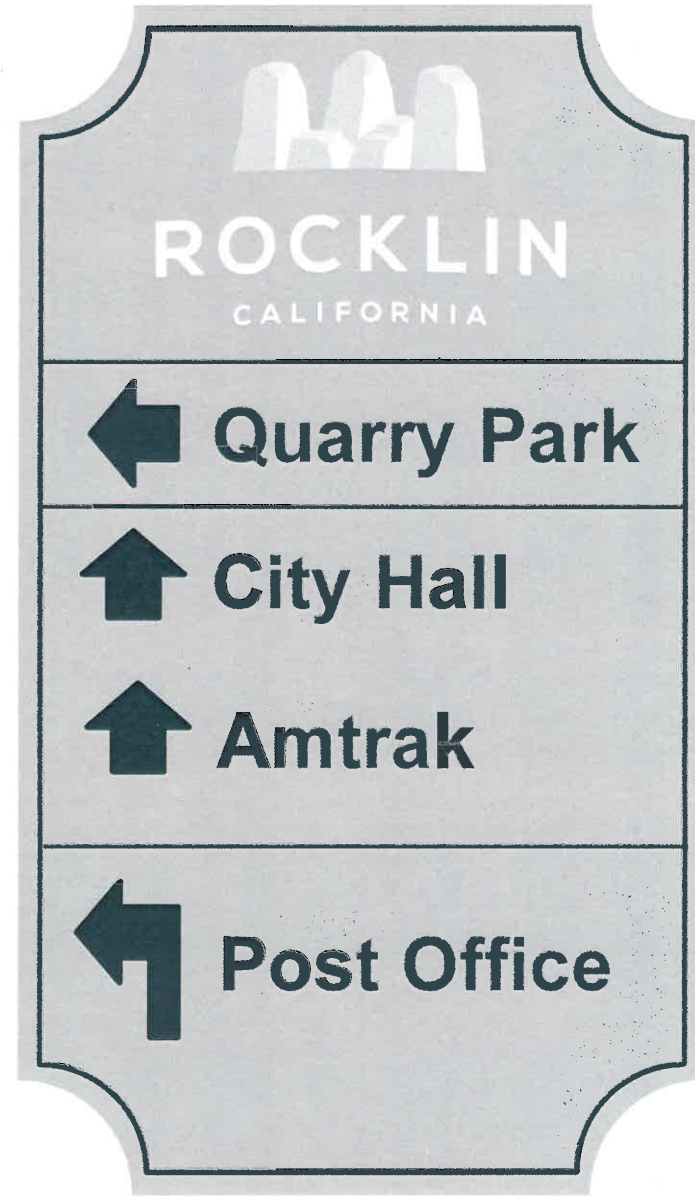 ROCKLIN
CALIFORNIA
Quarry Park
City Hall
Amtrak
Post Office